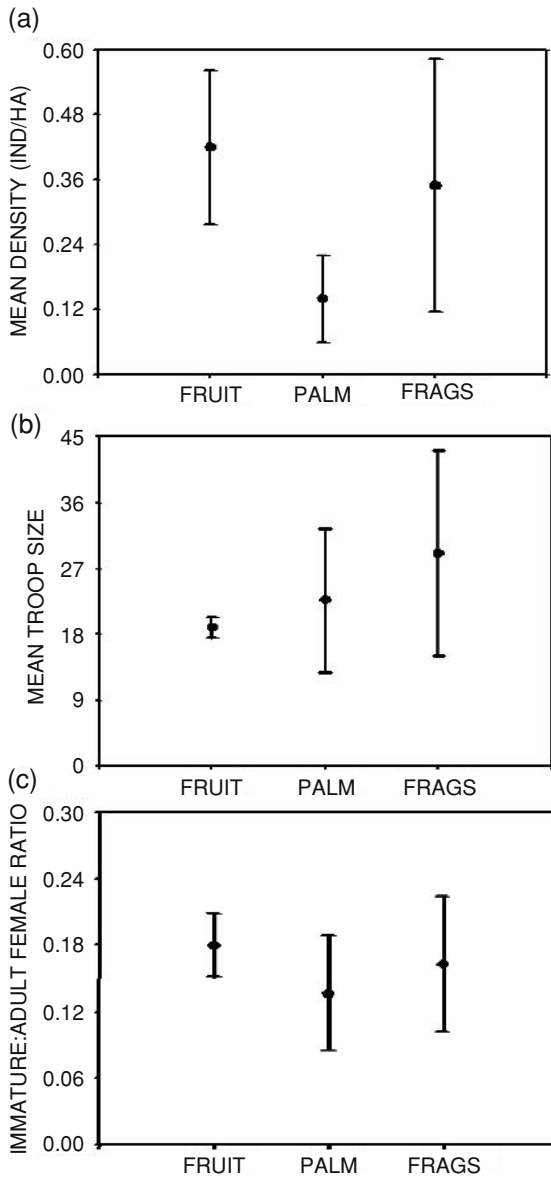 (a)
MEAN DENSITY (IND/HA)
0.60
0.48
0.36
0.24
0.12
0.00
FRUIT PALM FRAGS
(b)
MEAN TROOP SIZE
45
36
27
18
9
0
FRUIT PALM FRAGS
(c)
IMMATURE:ADULT FEMALE RATIO
0.30
0.24
0.18
0.12
0.06
0.00
FRUIT PALM FRAGS